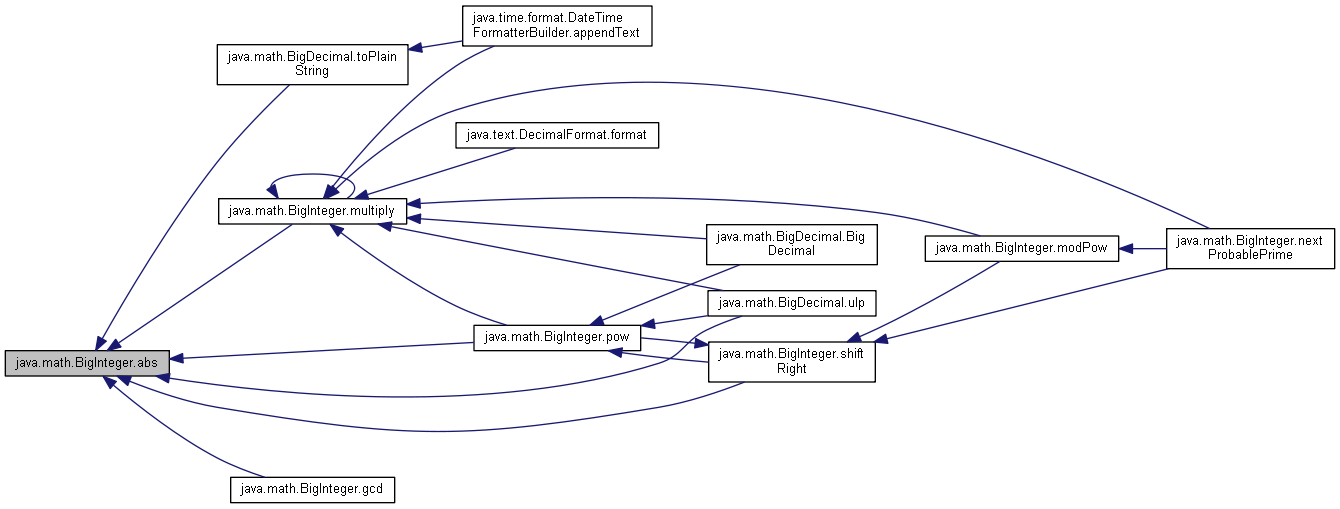 java.time.format.DateTime
FormatterBuilder.appendText
java.math.BigDecimal.toPlain
String
java.text.DecimalFormat.format
java.math.BigInteger.multiply
java.math.BigDecimal.Big
Decimal
java.math.BigInteger.modPow
java.math.BigInteger.next
ProbablePrime
java.math.BigDecimal.ulp
java.math.BigInteger.pow
java.math.BigInteger.shift
Right
java.math.BigInteger.abs
java.math.BigInteger.gcd